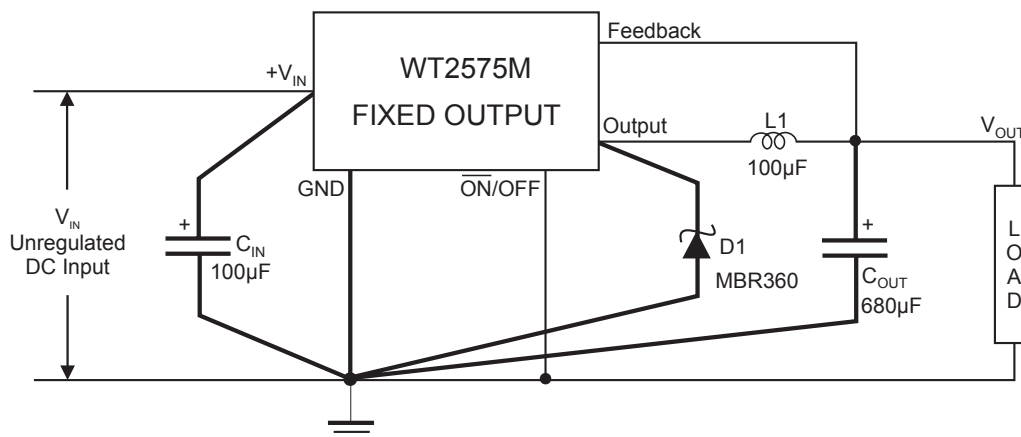 Feedback
WT2575M
FIXED OUTPUT
+VIN
Output
L1
100µF
VOUT
GND
ON/OFF
VIN
Unregulated
DC Input
+
CIN
100µF
D1
MBR360
+
COUT
680µF
L
O
A
D